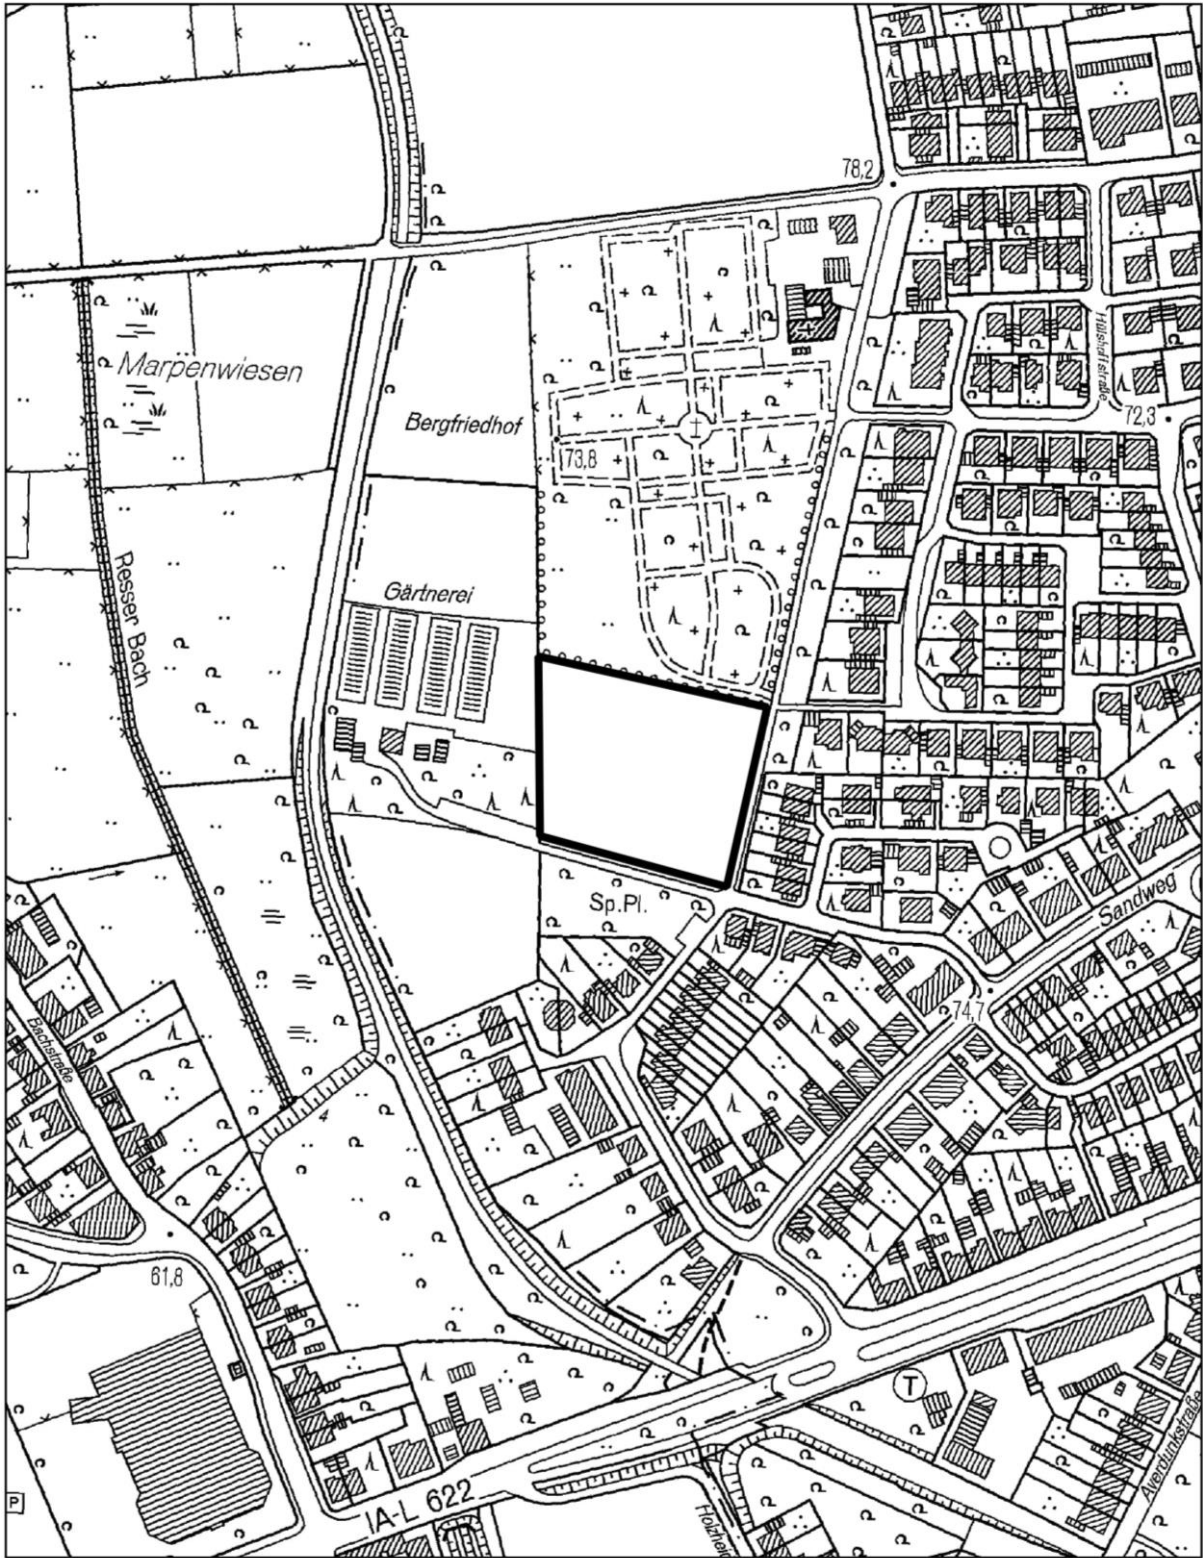 78,2
Marpenwiesen
Bergfriedhof
72,3
73,8
Gärtnerei
Resser Bach
Sp.Pl.
Sandweg
74,7
Bachstraße
4
61,8
T
P
IA-L 622
Averdunkstraße